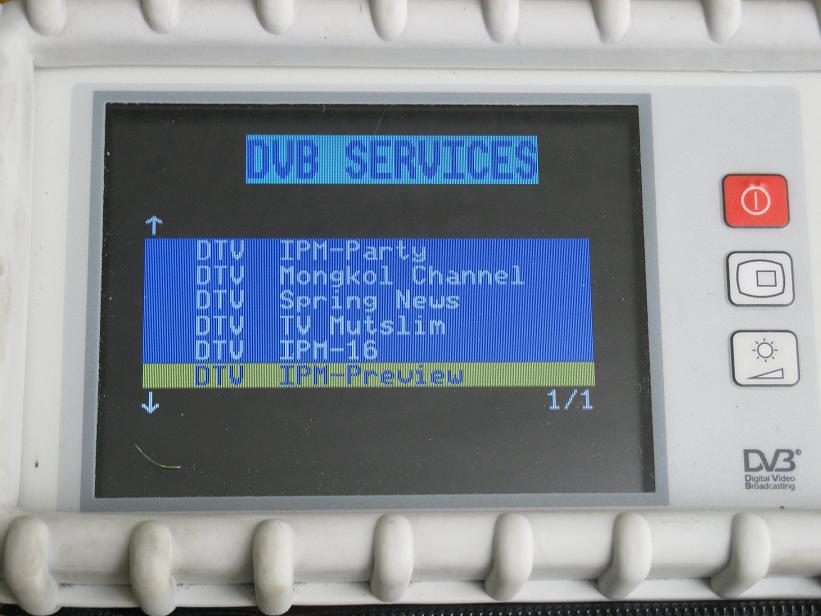 DVB SERVICES
↑
DTV IPM-Party
DTV Mongkol Channel
DTV Spring News
DTV TV Mutslim
DTV IPM-16
DTV IPM-Preview
↓ 1/1
DVB®
Digital Video
Broadcasting